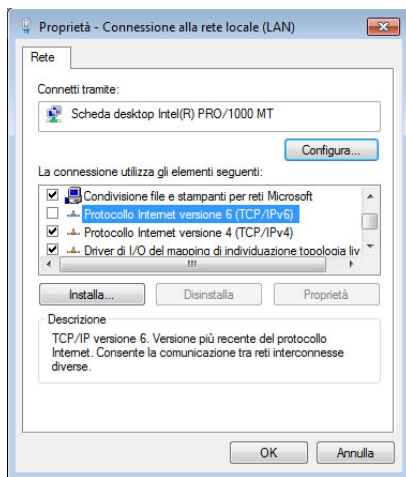 Proprietà - Connessione alla rete locale (LAN)
Rete
Connetti tramite:
Scheda desktop Intel(R) PRO/1000 MT
Configura...
La connessione utilizza gli elementi seguenti:
Condivisione file e stampanti per reti Microsoft
Protocollo Internet versione 6 (TCP/IPv6)
Protocollo Internet versione 4 (TCP/IPv4)
Driver di I/O del mapping di individuazione topologia liv
Installa... Disinstalla Proprietà
Descrizione
TCP/IP versione 6. Versione più recente del protocollo
Internet. Consente la comunicazione tra reti interconnesse
diverse.
OK Annulla